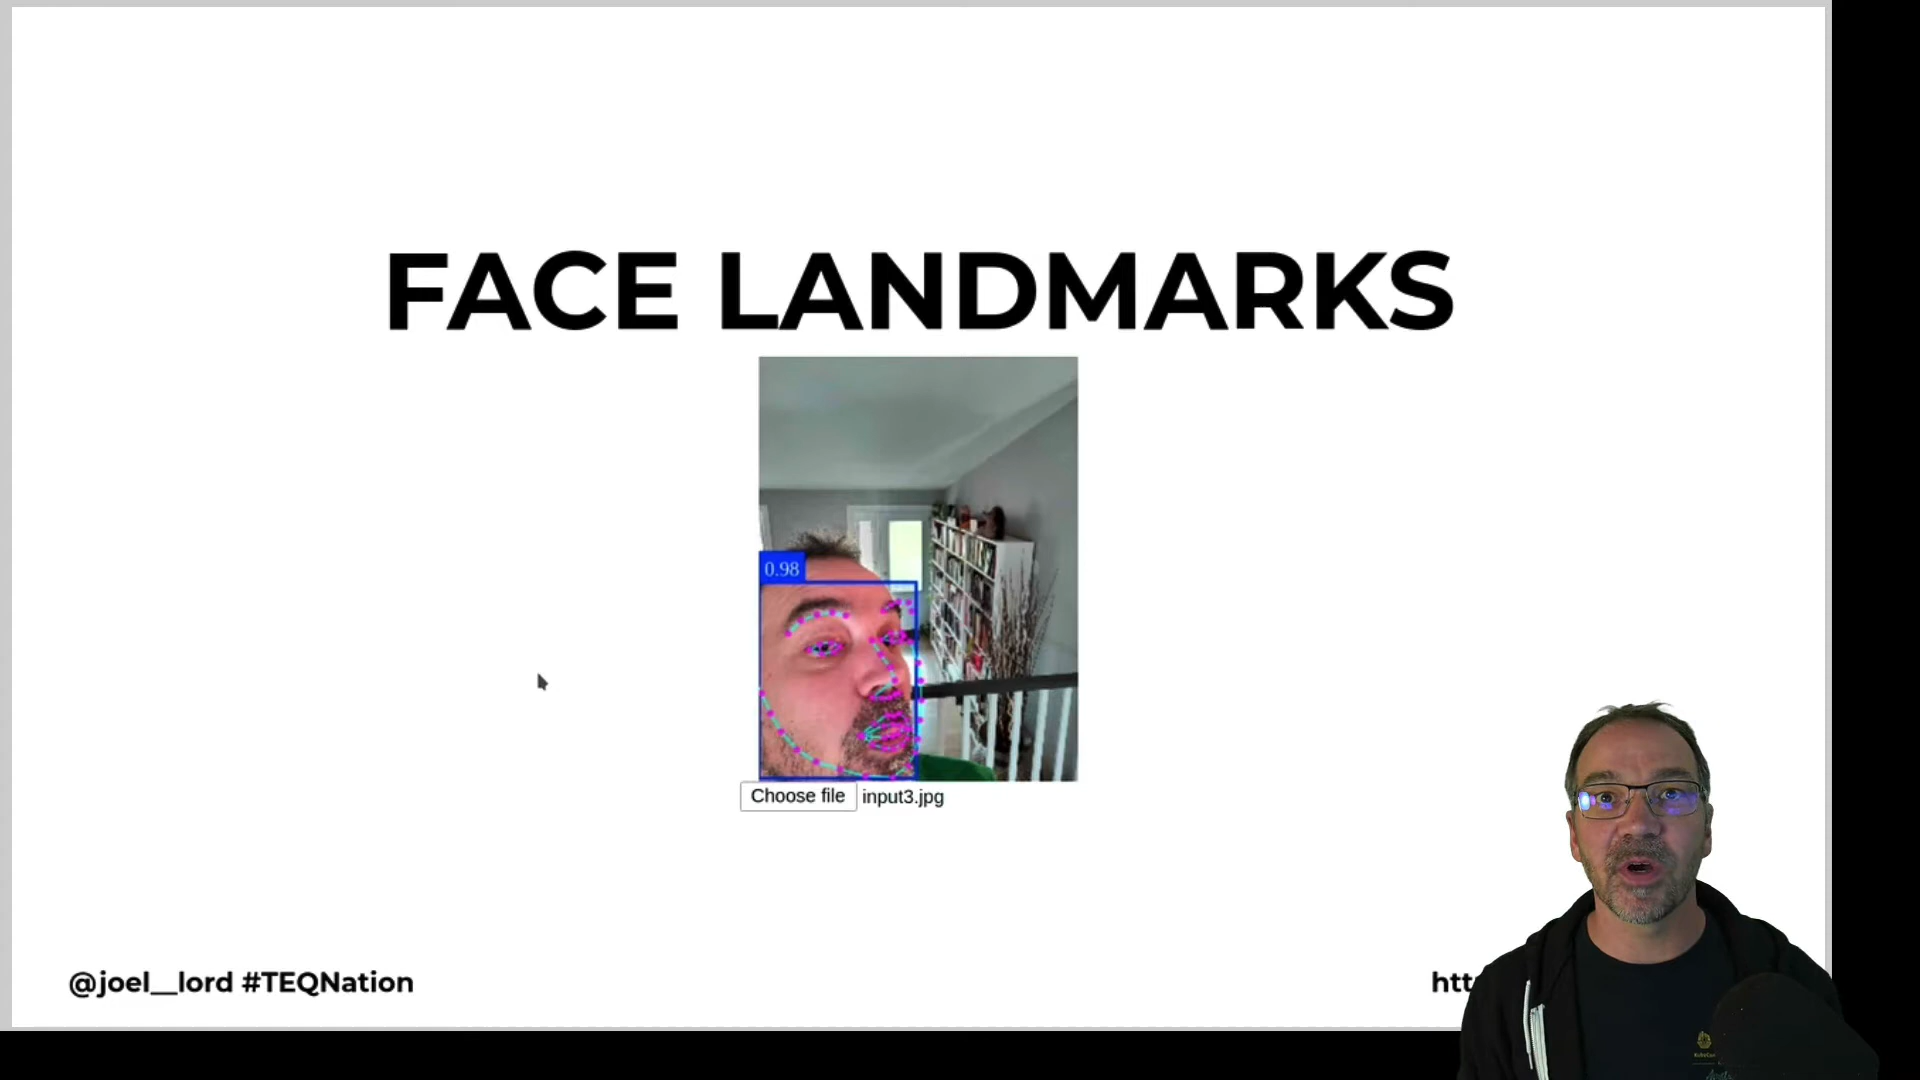 FACE LANDMARKS
0.98
Choose file input3.jpg
@joel__lord #TEQNation
htt